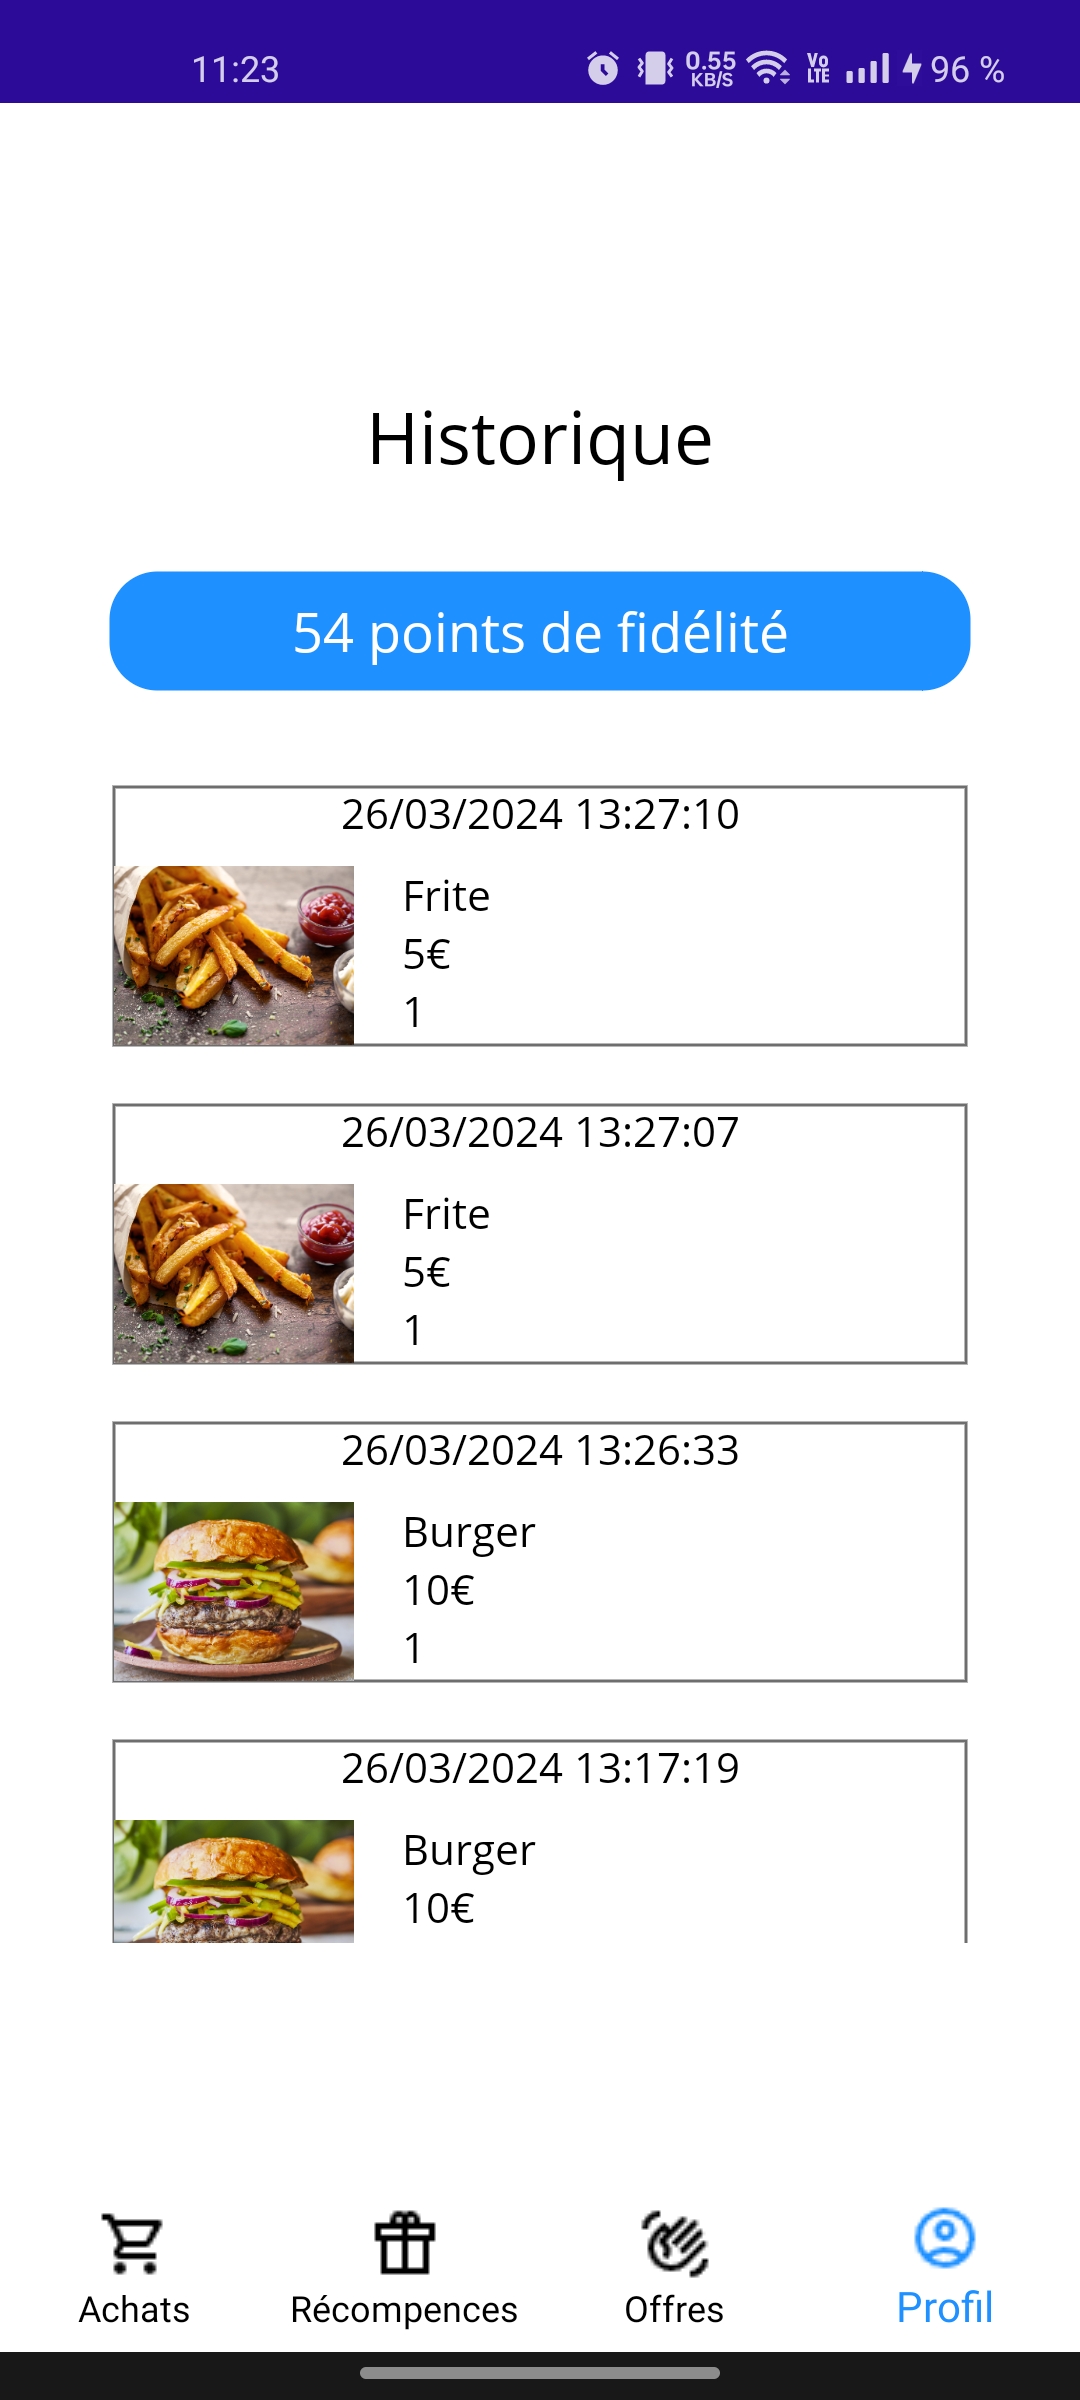 11:23 0.55 KB/S Vo LTE 96 %
Historique
54 points de fidélité
26/03/2024 13:27:10
Frite
5€
1
26/03/2024 13:27:07
Frite
5€
1
26/03/2024 13:26:33
Burger
10€
1
26/03/2024 13:17:19
Burger
10€
Achats Récompences Offres Profil